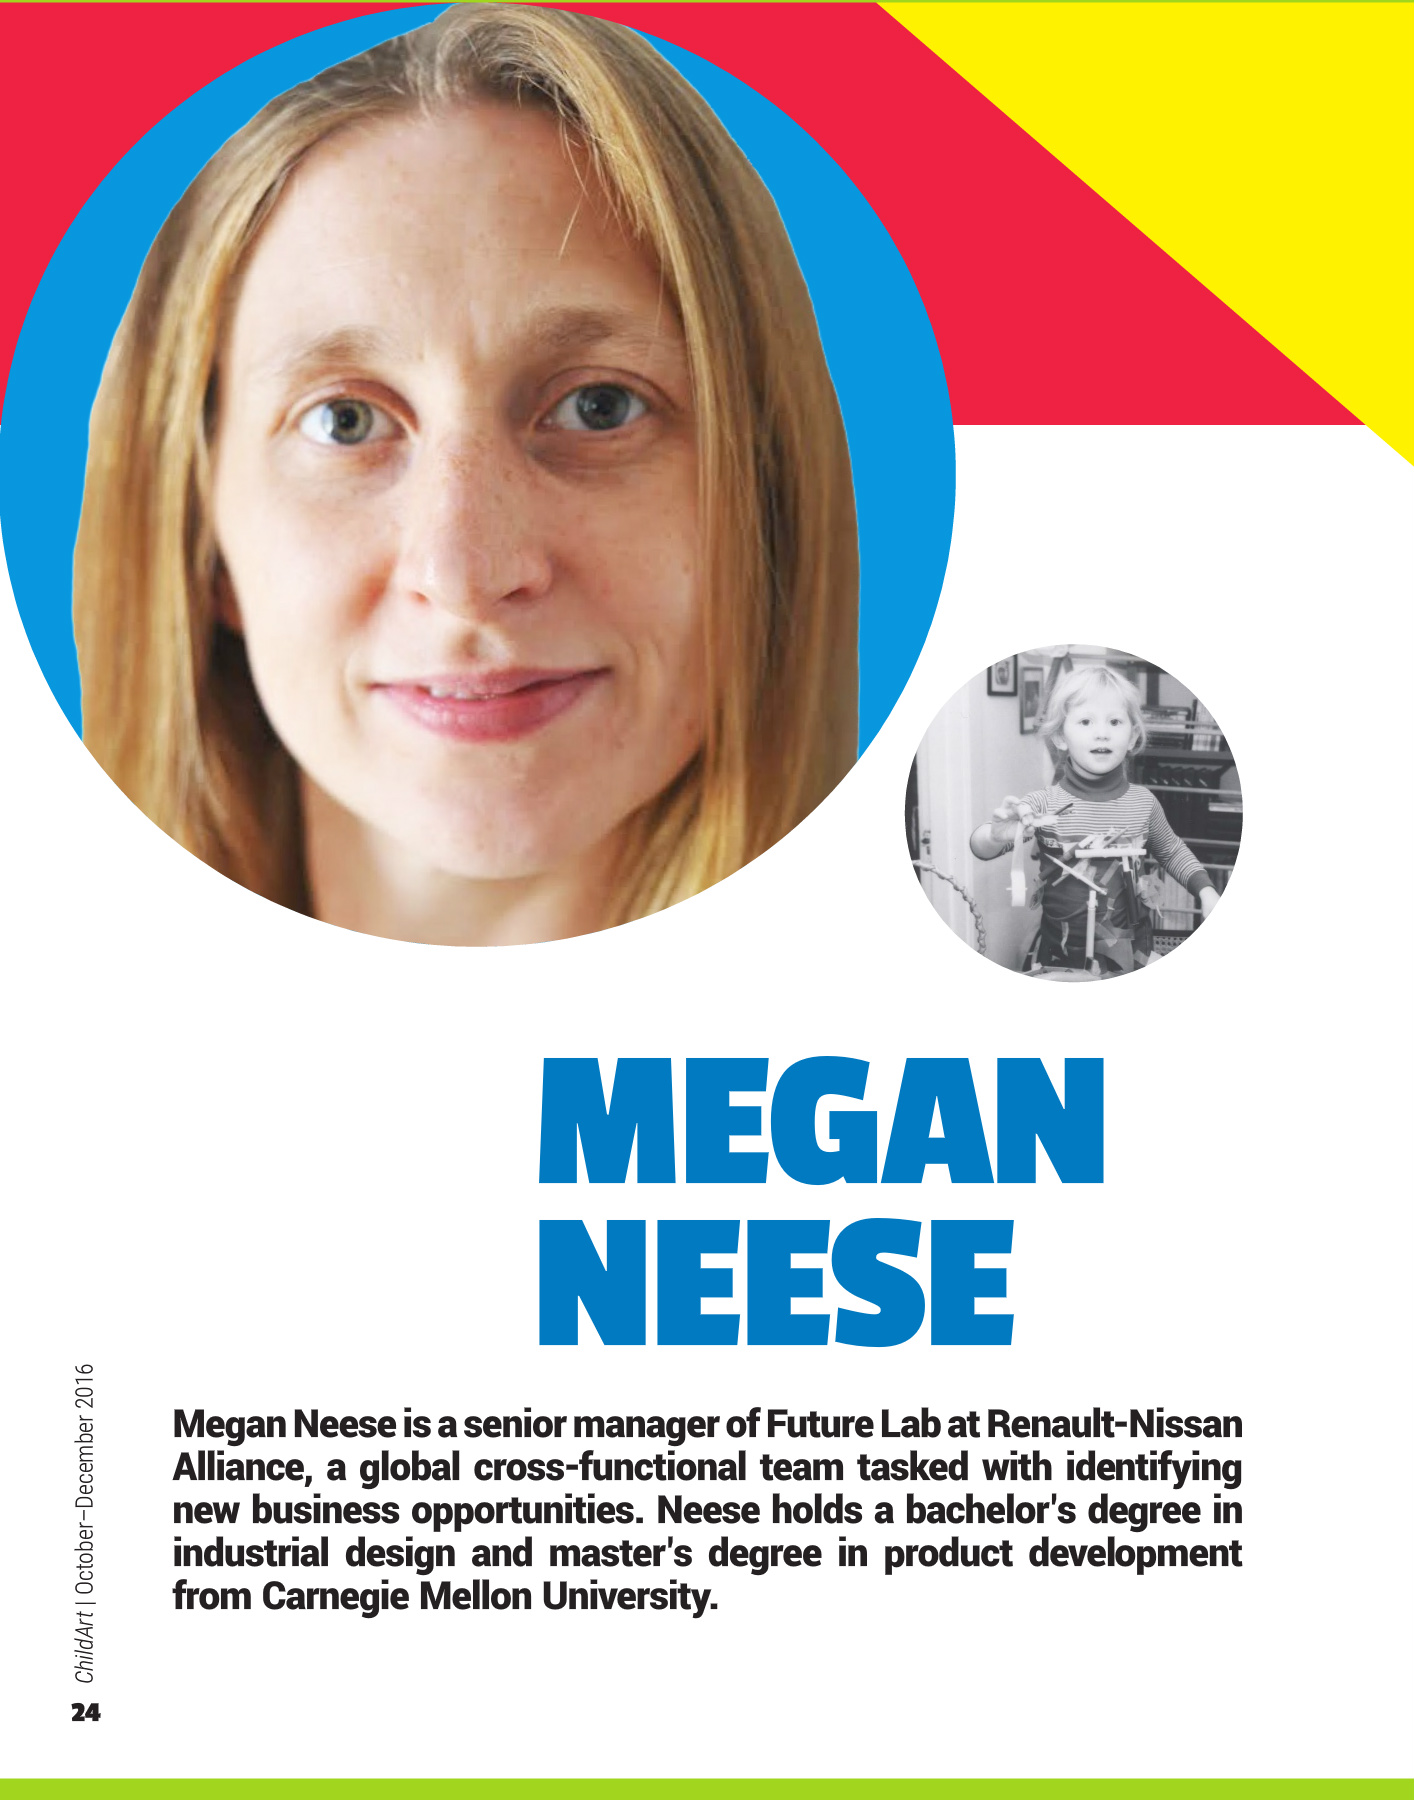 MEGAN
NEESE
Megan Neese is a senior manager of Future Lab at Renault-Nissan
Alliance, a global cross-functional team tasked with identifying
new business opportunities. Neese holds a bachelor's degree in
industrial design and master's degree in product development
from Carnegie Mellon University.
ChildArt | October–December 2016
24